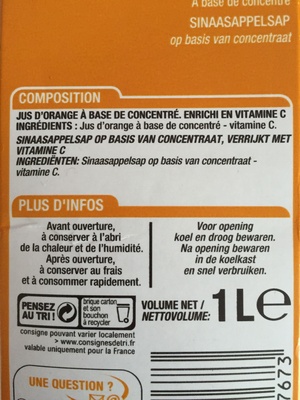 A base de concentré
SINAASAPPELSAP
op basis van concentraat
COMPOSITION
JUS D'ORANGE À BASE DE CONCENTRÉ. ENRICHI EN VITAMINE C
INGRÉDIENTS : Jus d'orange à base de concentré - vitamine C.
SINAASAPPELSAP OP BASIS VAN CONCENTRAAT, VERRIJKT MET
VITAMINE C
INGREDIËNTEN: Sinaasappelsap op basis van concentraat -
vitamine C.
PLUS D'INFOS
Avant ouverture,
à conserver à l'abri
de la chaleur et de l'humidité.
Après ouverture,
à conserver au frais
et à consommer rapidement.
Voor opening
koel en droog bewaren.
Na opening bewaren
in de koelkast
en snel verbruiken.
PENSEZ
AU TRI !
brique carton
et son
bouchon
à recycler
consigne pouvant varier localement
> www.consignesdetri.fr
valable uniquement pour la France
VOLUME NET /
NETTOVOLUME:
1L e
UNE QUESTION ?
7673